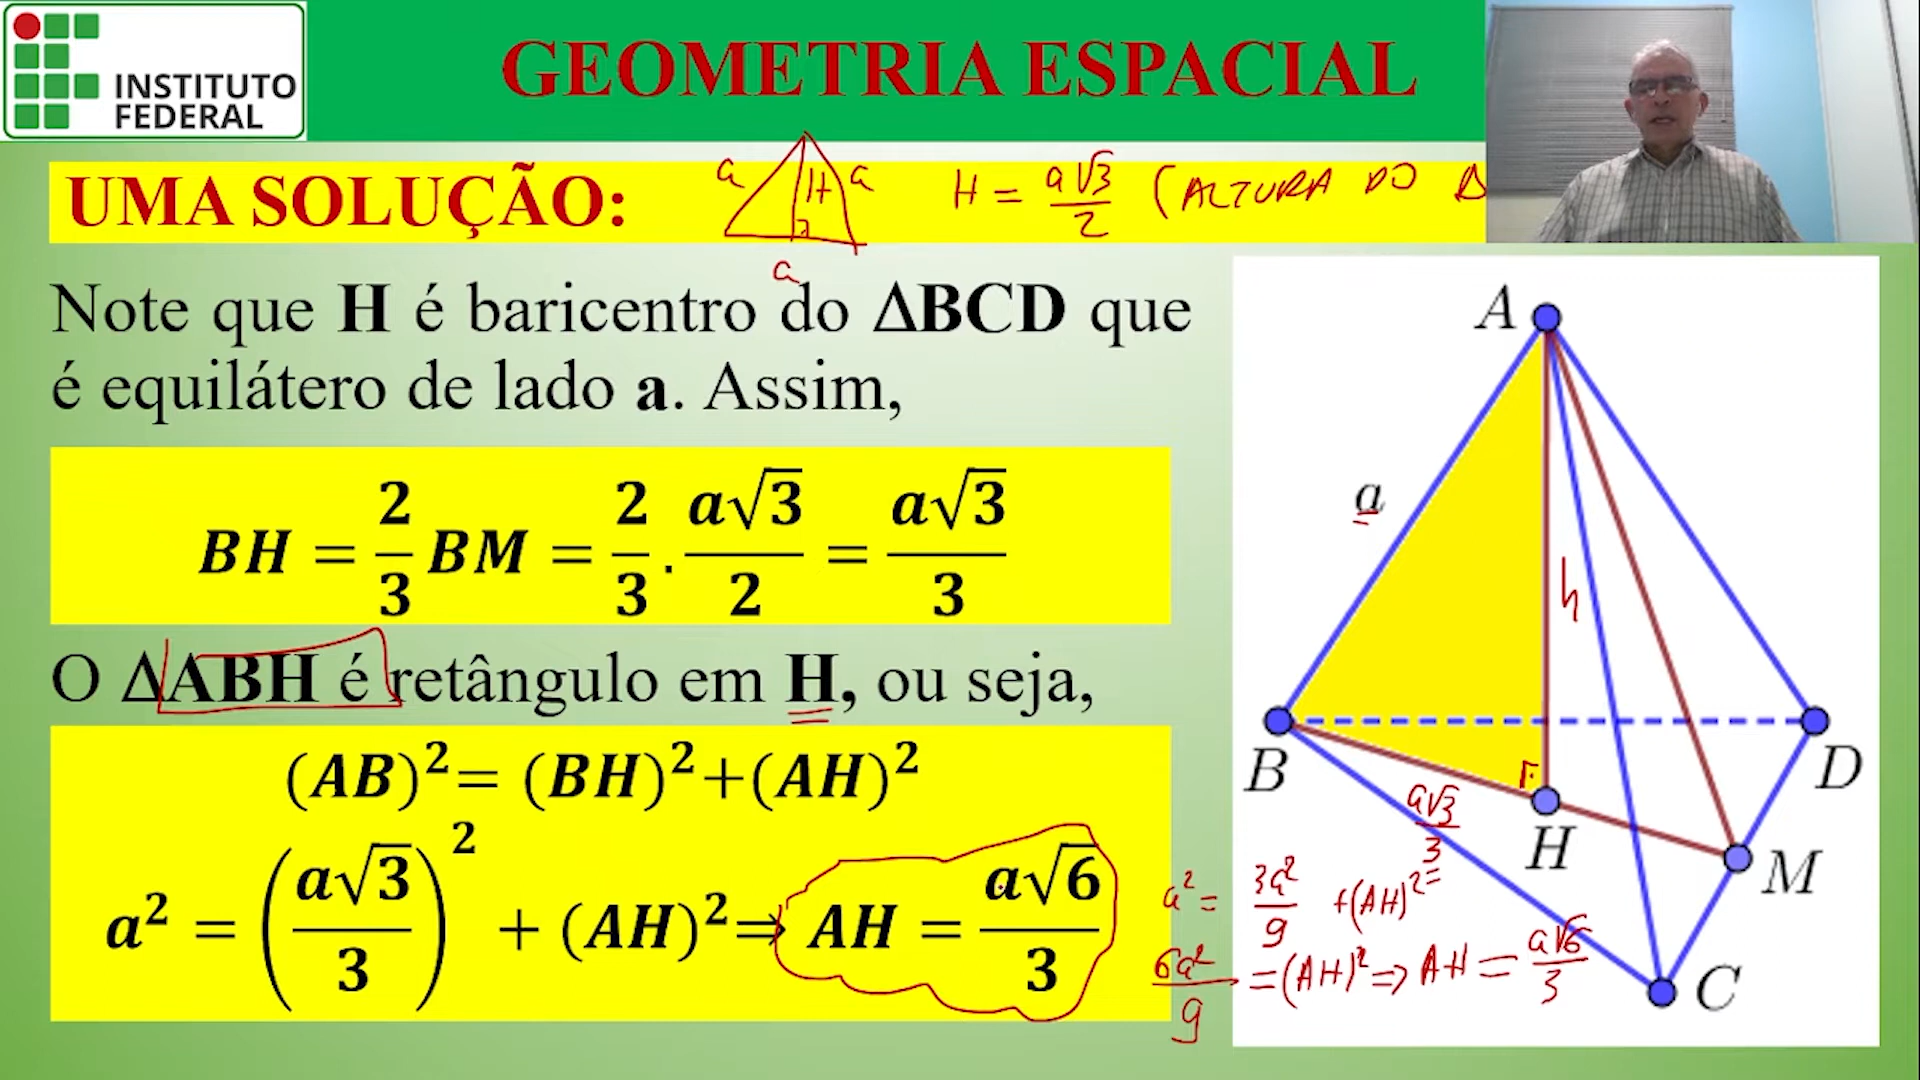 INSTITUTO
FEDERAL
GEOMETRIA ESPACIAL
UMA SOLUÇÃO:
a H a
a
H = a√3/2 (ALTURA DO Δ
Note que H é baricentro do ΔBCD que
é equilátero de lado a. Assim,
BH = 2/3 BM = 2/3 . a√3/2 = a√3/3
O ΔABH é retângulo em H, ou seja,
(AB)² = (BH)² + (AH)²
a² = (a√3/3)² + (AH)² ⇒ AH = a√6/3
A
a
h
B
D
a√3/3
H
M
C
a² = 3a²/9 + (AH)² =
6a²/9 = (AH)² ⇒ AH = a√6/3